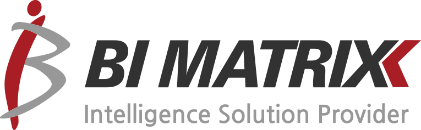 BI MATRIX
Intelligence Solution Provider